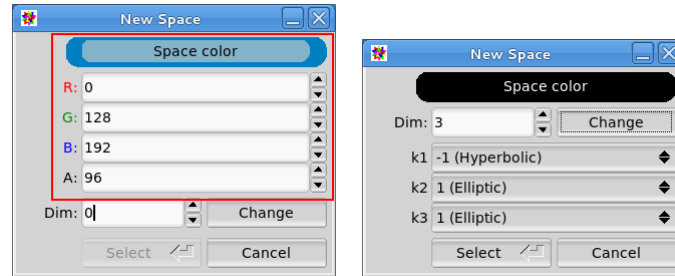 New Space
Space color
R: 0
G: 128
B: 192
A: 96
Dim: 0 Change
Select Cancel
New Space
Space color
Dim: 3 Change
k1 -1 (Hyperbolic)
k2 1 (Elliptic)
k3 1 (Elliptic)
Select Cancel